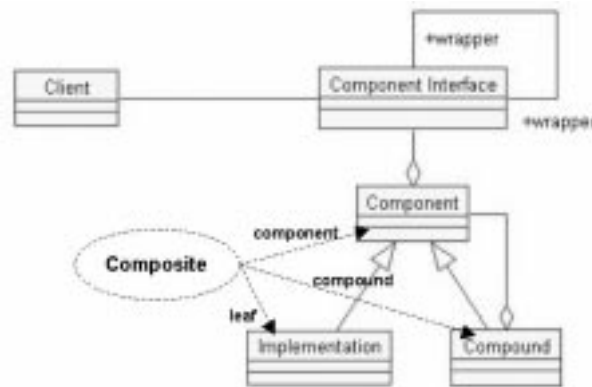 +wrapper
Client
Component Interface
+wrapper
Component
component
Composite
compound
leaf
Implementation
Compound